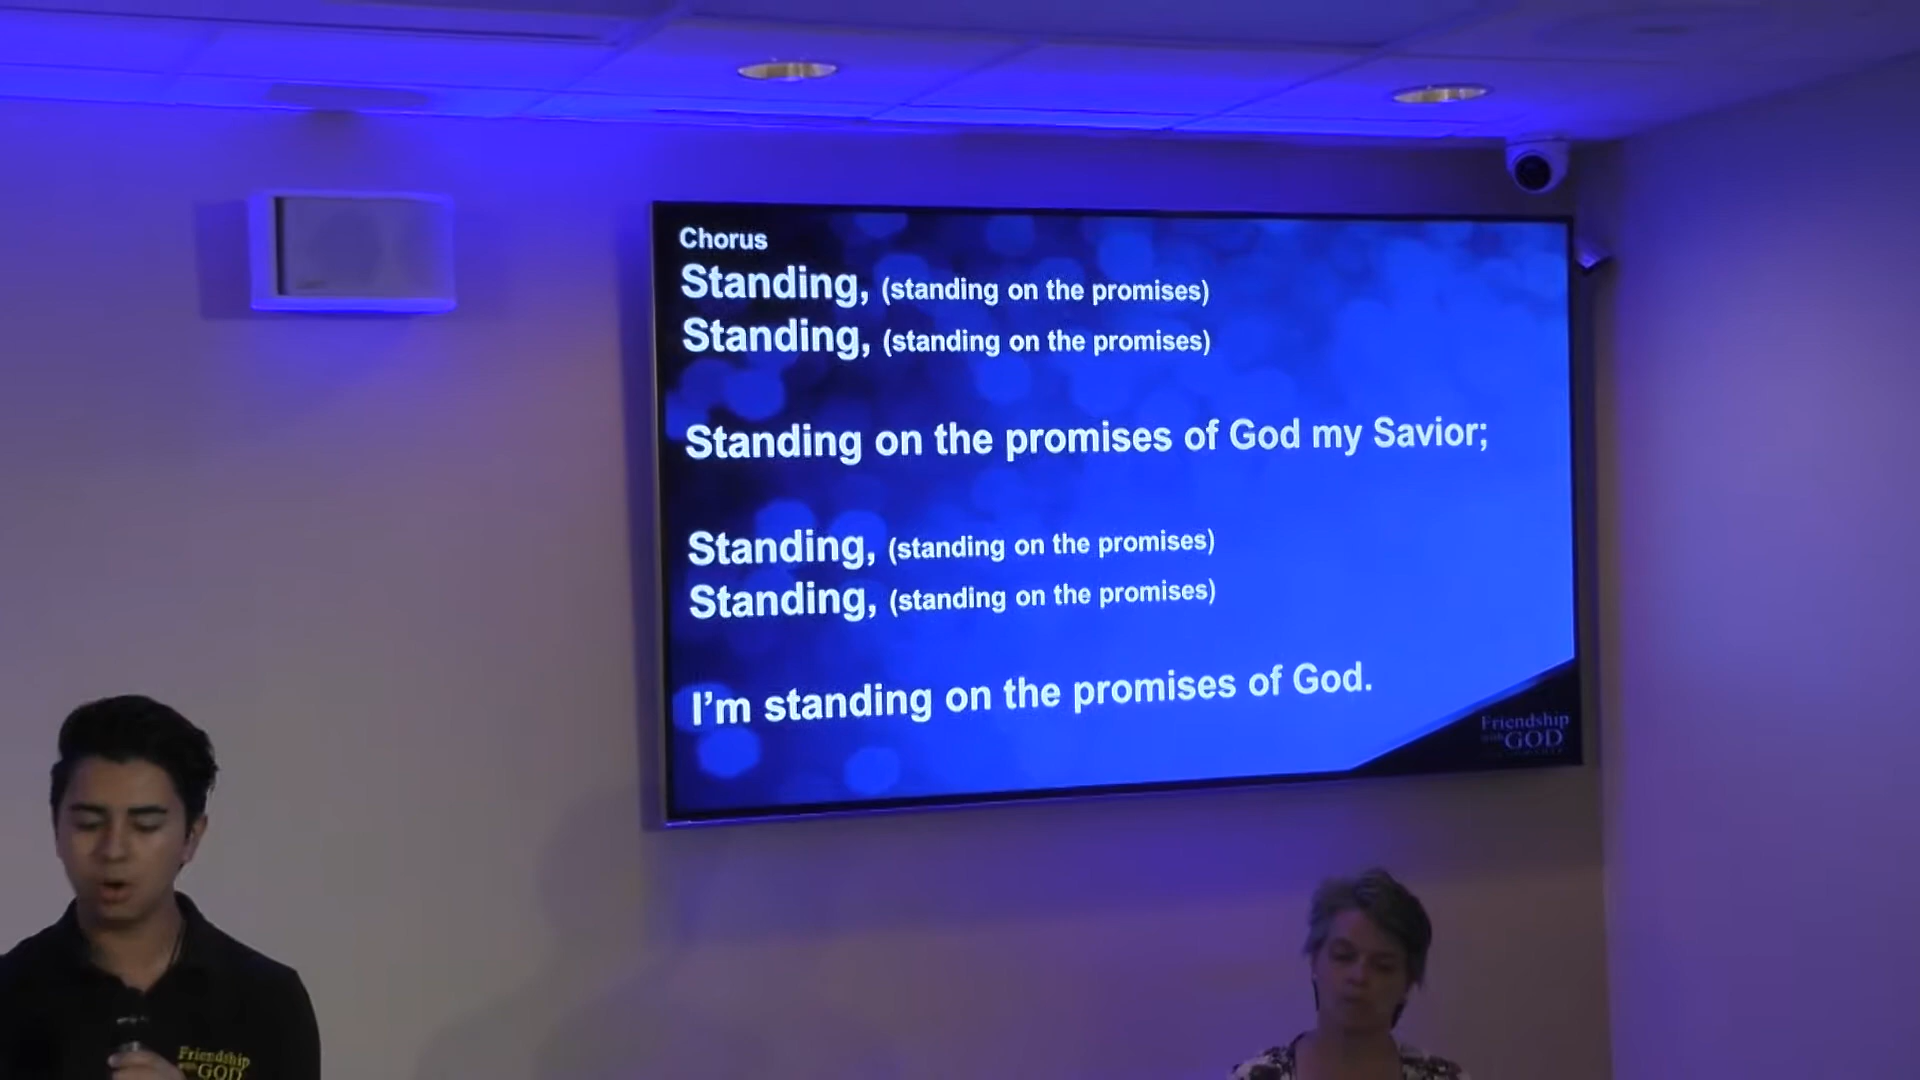 Chorus
Standing, (standing on the promises)
Standing, (standing on the promises)
Standing on the promises of God my Savior;
Standing, (standing on the promises)
Standing, (standing on the promises)
I'm standing on the promises of God.
Friendship
with GOD
Friendship
with GOD